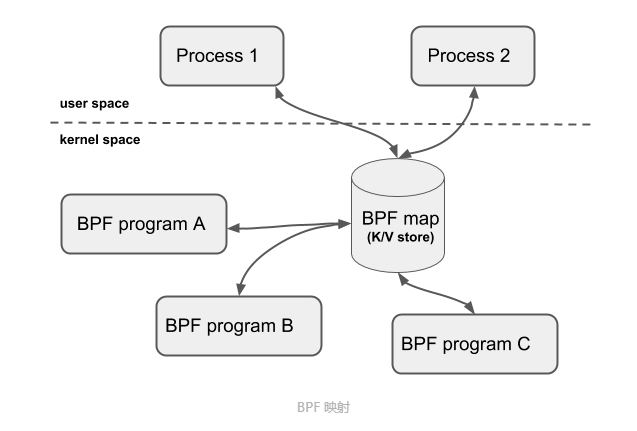 Process 1
Process 2
user space
kernel space
BPF map
(K/V store)
BPF program A
BPF program B
BPF program C
BPF 映射